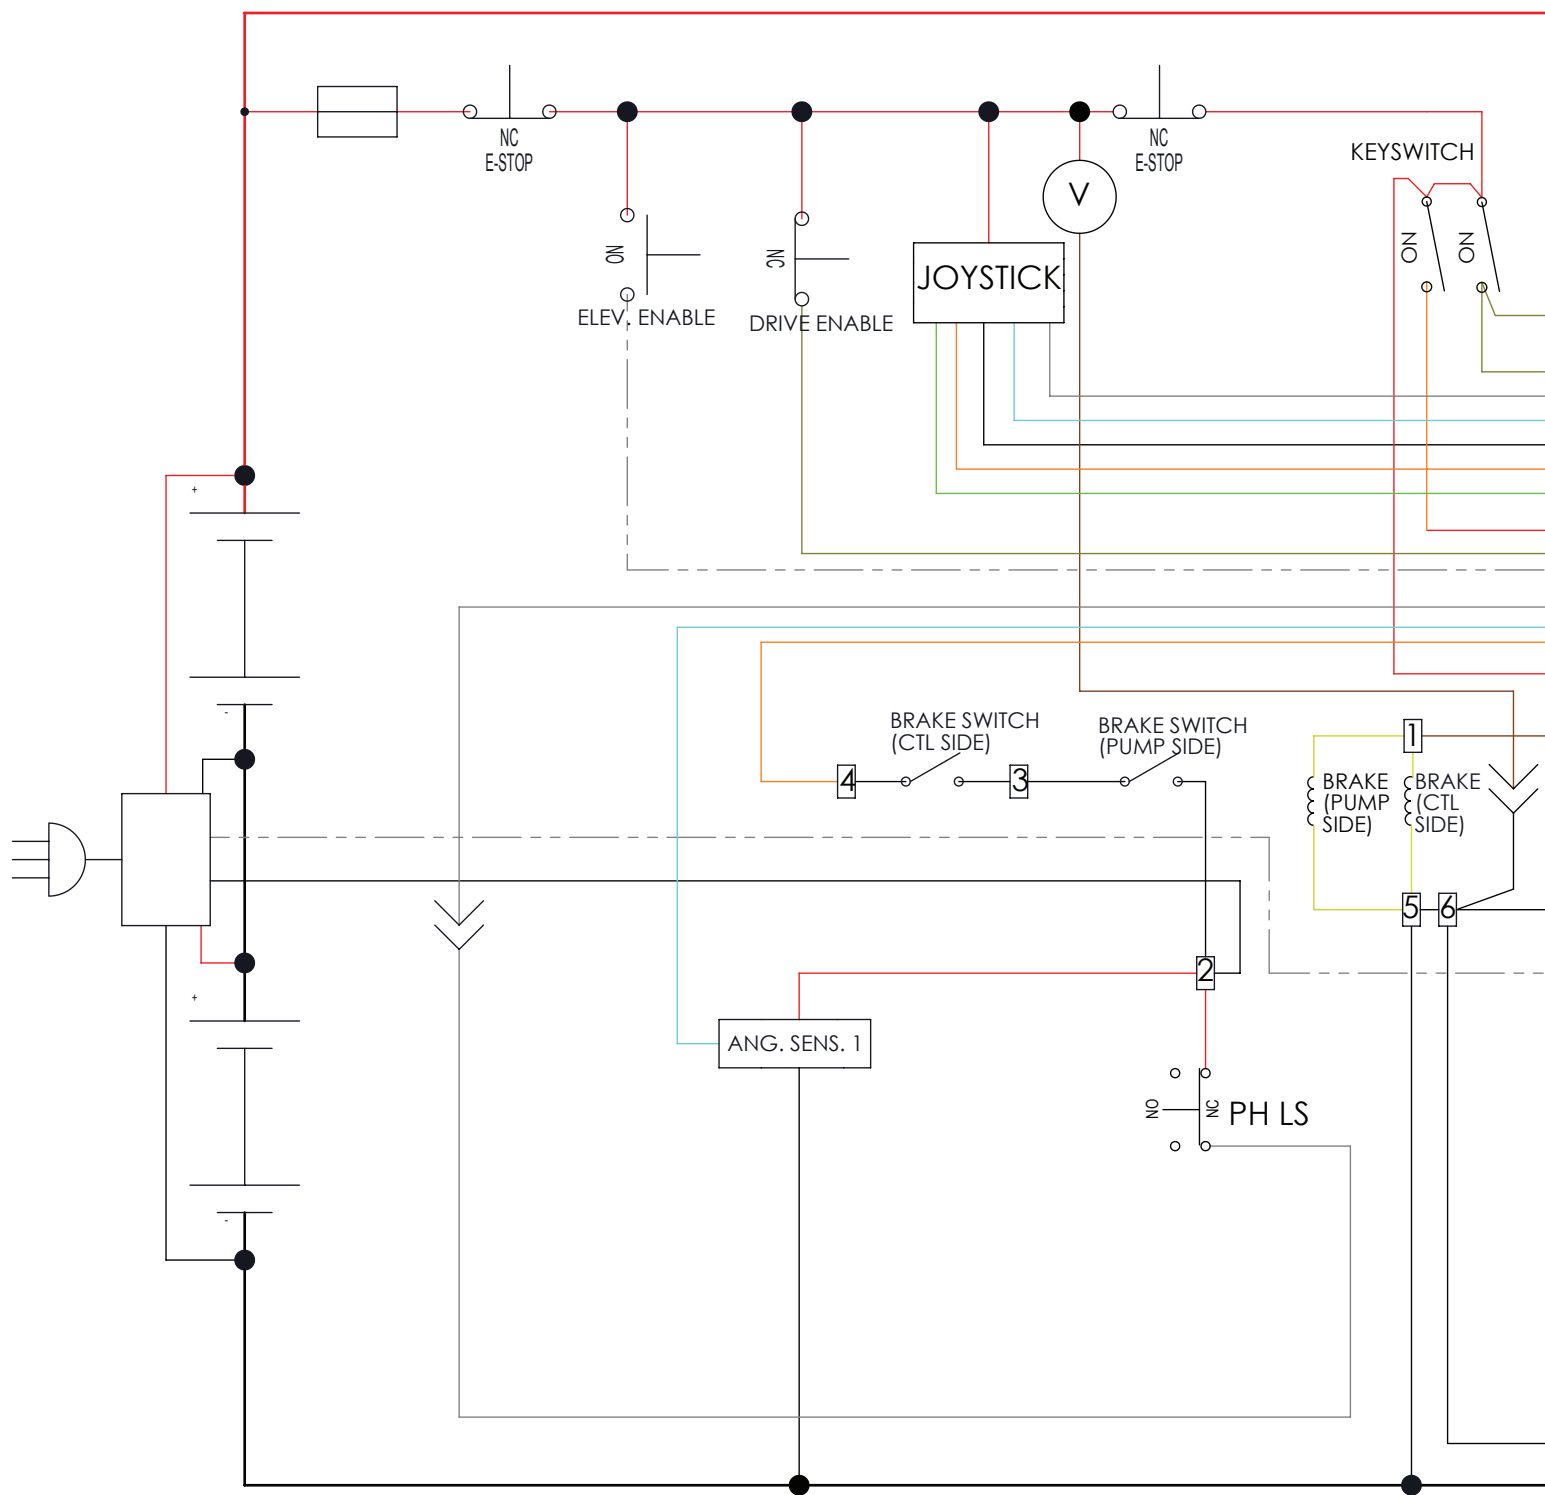 NC
E-STOP
NC
E-STOP
KEYSWITCH
V
NO
NC
ON
ON
JOYSTICK
ELEV. ENABLE
DRIVE ENABLE
+
-
BRAKE SWITCH
(CTL SIDE)
BRAKE SWITCH
(PUMP SIDE)
1
4
3
BRAKE
(PUMP
SIDE)
BRAKE
(CTL
SIDE)
5
6
2
+
ANG. SENS. 1
NO
NC
PH LS
-